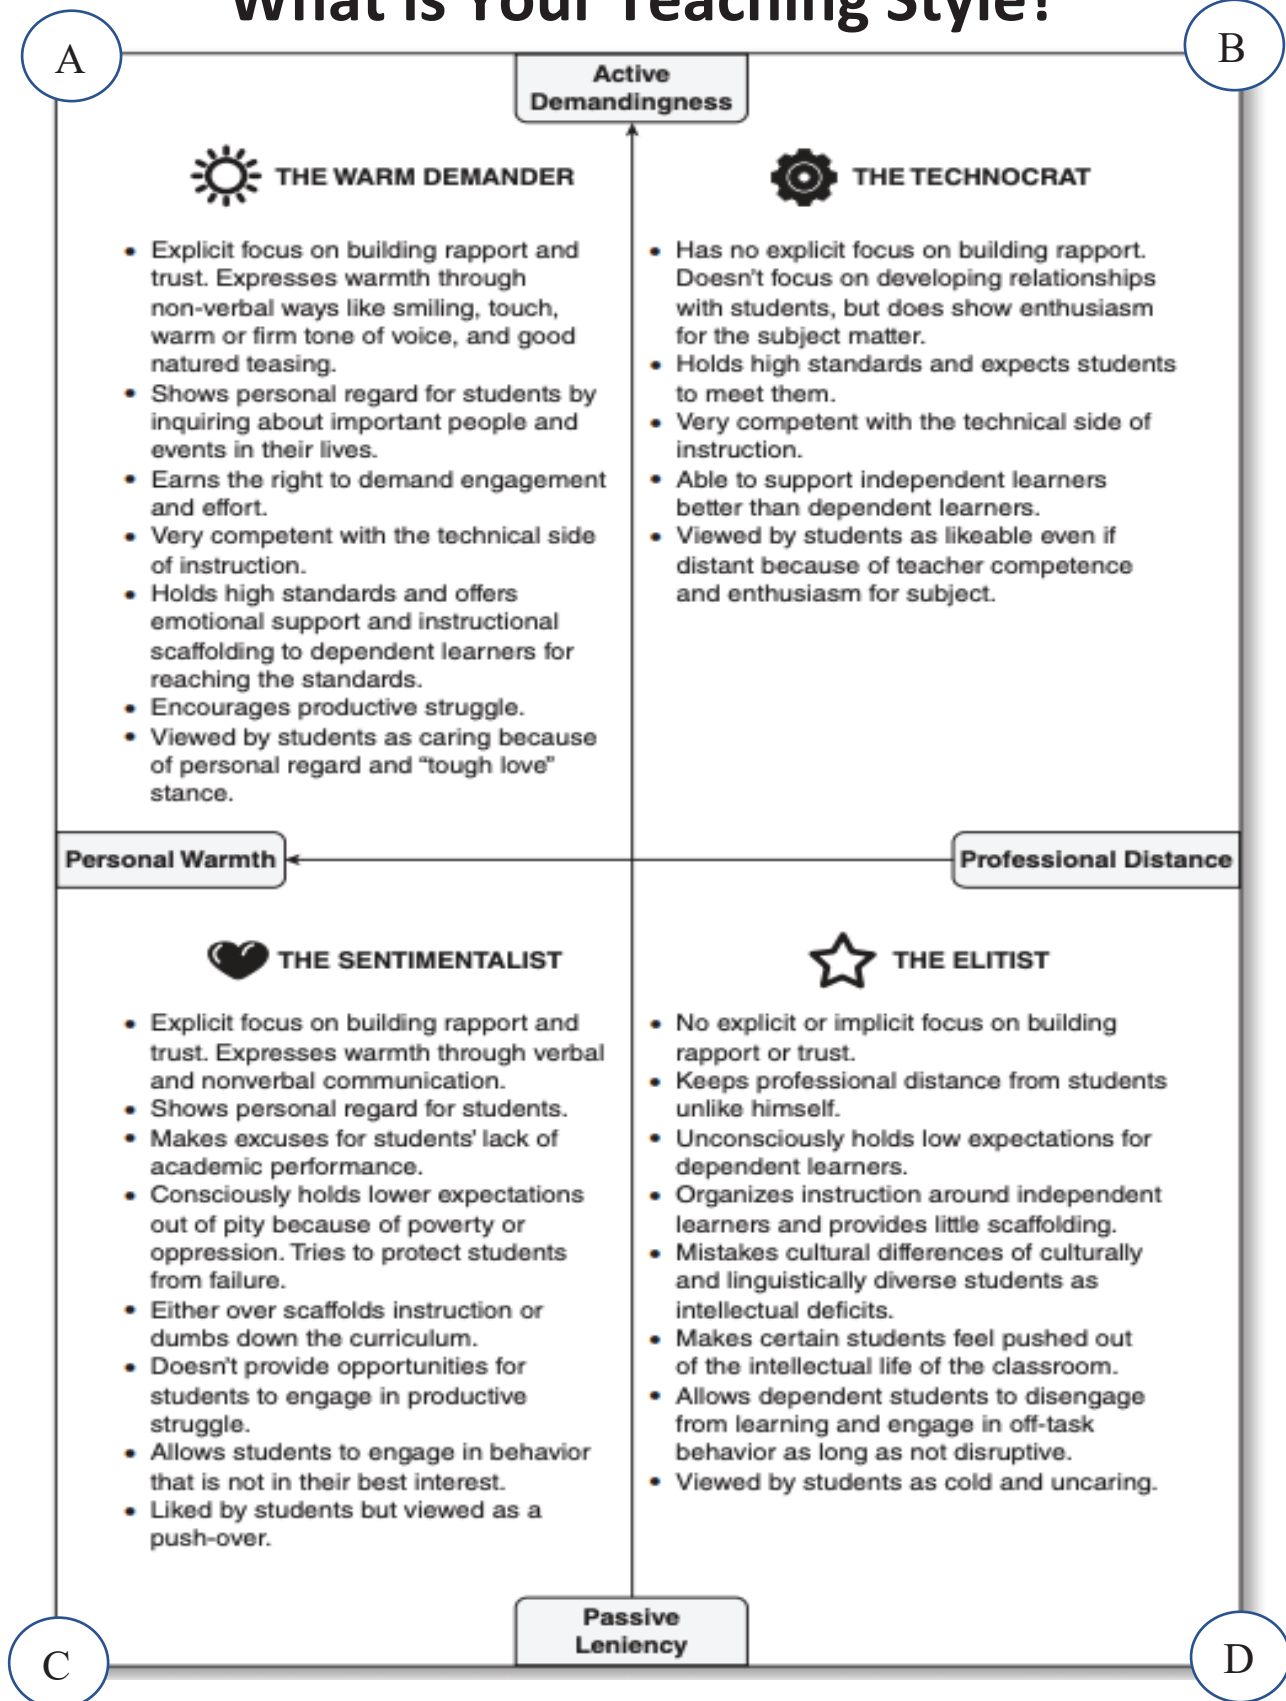 What is Your Teaching Style?
A
B
Active
Demandingness
THE WARM DEMANDER
• Explicit focus on building rapport and
trust. Expresses warmth through
non-verbal ways like smiling, touch,
warm or firm tone of voice, and good
natured teasing.
• Shows personal regard for students by
inquiring about important people and
events in their lives.
• Earns the right to demand engagement
and effort.
• Very competent with the technical side
of instruction.
• Holds high standards and offers
emotional support and instructional
scaffolding to dependent learners for
reaching the standards.
• Encourages productive struggle.
• Viewed by students as caring because
of personal regard and “tough love”
stance.
THE TECHNOCRAT
• Has no explicit focus on building rapport.
Doesn't focus on developing relationships
with students, but does show enthusiasm
for the subject matter.
• Holds high standards and expects students
to meet them.
• Very competent with the technical side of
instruction.
• Able to support independent learners
better than dependent learners.
• Viewed by students as likeable even if
distant because of teacher competence
and enthusiasm for subject.
Personal Warmth
Professional Distance
THE SENTIMENTALIST
• Explicit focus on building rapport and
trust. Expresses warmth through verbal
and nonverbal communication.
• Shows personal regard for students.
• Makes excuses for students' lack of
academic performance.
• Consciously holds lower expectations
out of pity because of poverty or
oppression. Tries to protect students
from failure.
• Either over scaffolds instruction or
dumbs down the curriculum.
• Doesn't provide opportunities for
students to engage in productive
struggle.
• Allows students to engage in behavior
that is not in their best interest.
• Liked by students but viewed as a
push-over.
THE ELITIST
• No explicit or implicit focus on building
rapport or trust.
• Keeps professional distance from students
unlike himself.
• Unconsciously holds low expectations for
dependent learners.
• Organizes instruction around independent
learners and provides little scaffolding.
• Mistakes cultural differences of culturally
and linguistically diverse students as
intellectual deficits.
• Makes certain students feel pushed out
of the intellectual life of the classroom.
• Allows dependent students to disengage
from learning and engage in off-task
behavior as long as not disruptive.
• Viewed by students as cold and uncaring.
Passive
Leniency
C
D